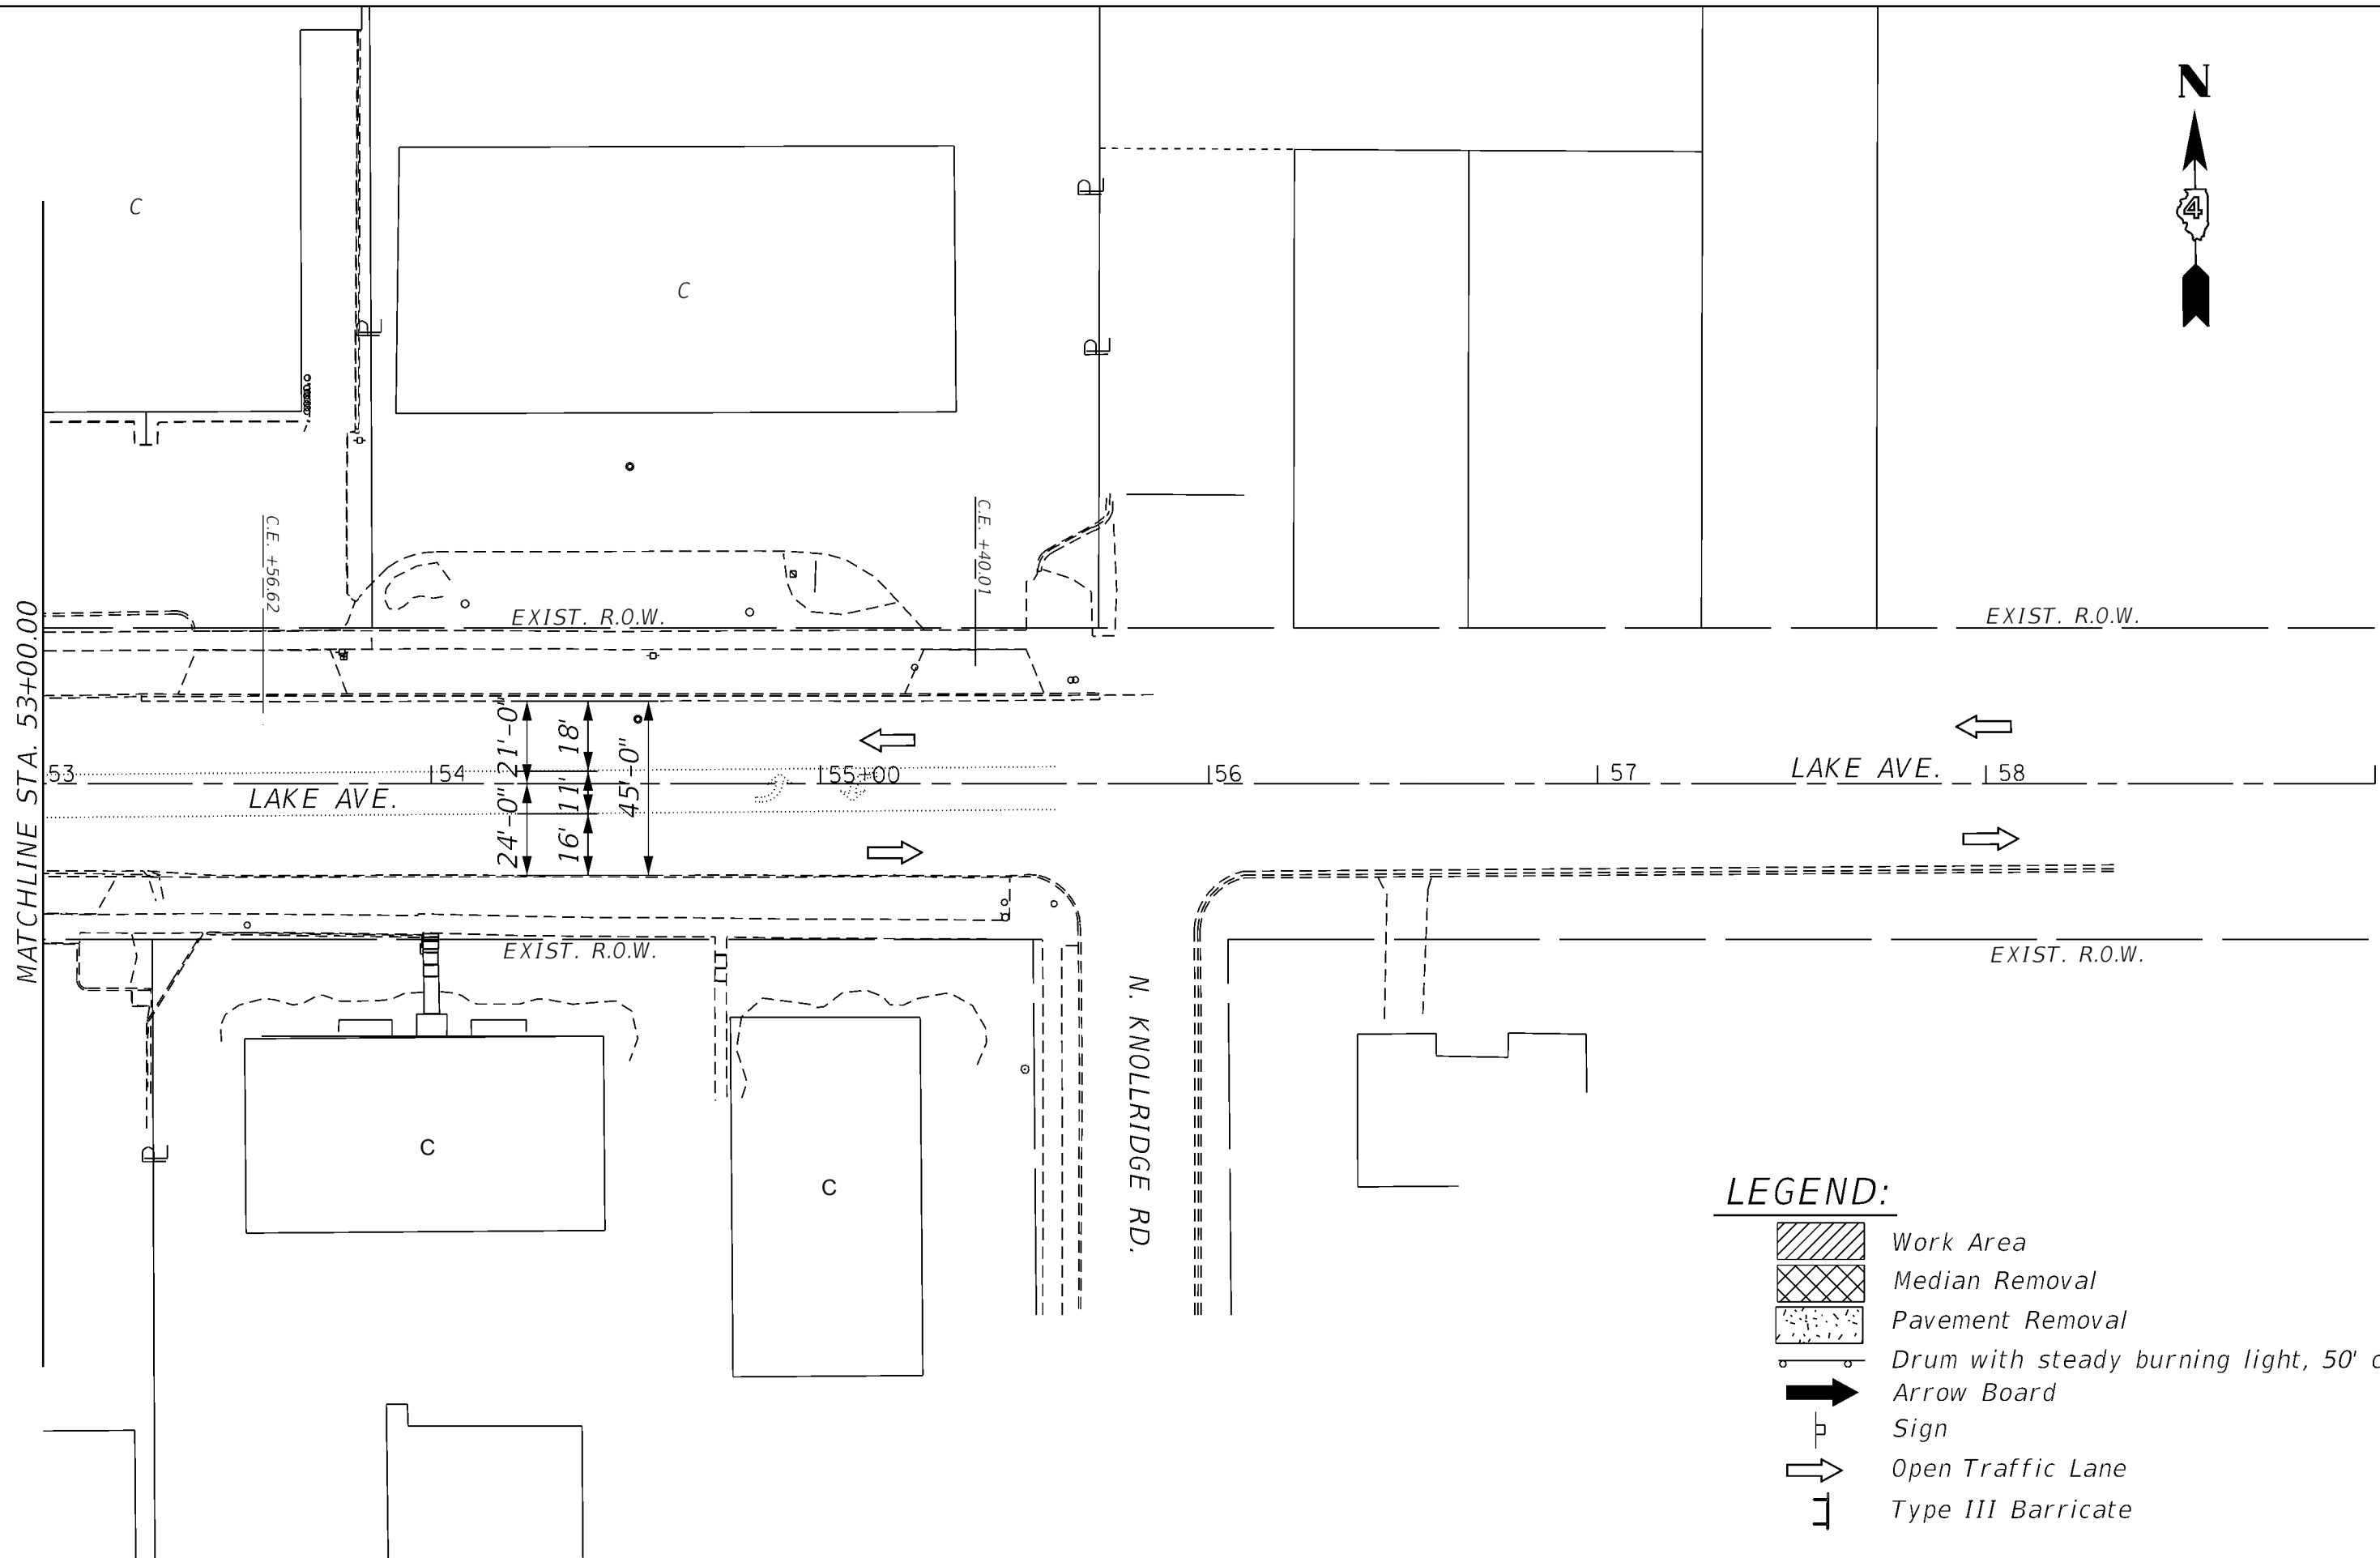 N
4
C
C
P
L
P
L
P
L
C.E. +56.62
C.E. +40.01
EXIST. R.O.W.
EXIST. R.O.W.
MATCHLINE STA. 53+00.00
21'-0"
18'
45'-0"
24'-0"
11'
16'
53
54
55+00
56
57
58
LAKE AVE.
LAKE AVE.
EXIST. R.O.W.
EXIST. R.O.W.
N. KNOLLRIDGE RD.
P
L
C
C
LEGEND:
Work Area
Median Removal
Pavement Removal
Drum with steady burning light, 50'
Arrow Board
Sign
Open Traffic Lane
Type III Barricate